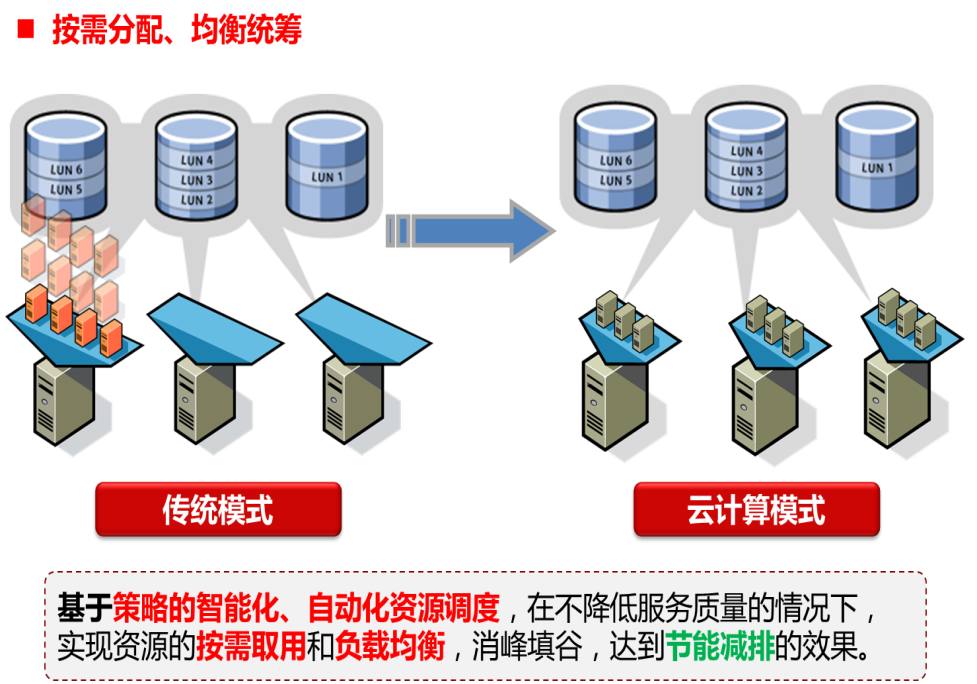 ■ 按需分配、均衡统筹
LUN 6
LUN 5
LUN 4
LUN 3
LUN 2
LUN 1
LUN 6
LUN 5
LUN 4
LUN 3
LUN 2
LUN 1
传统模式
云计算模式
基于策略的智能化、自动化资源调度，在不降低服务质量的情况下，
实现资源的按需取用和负载均衡，消峰填谷，达到节能减排的效果。